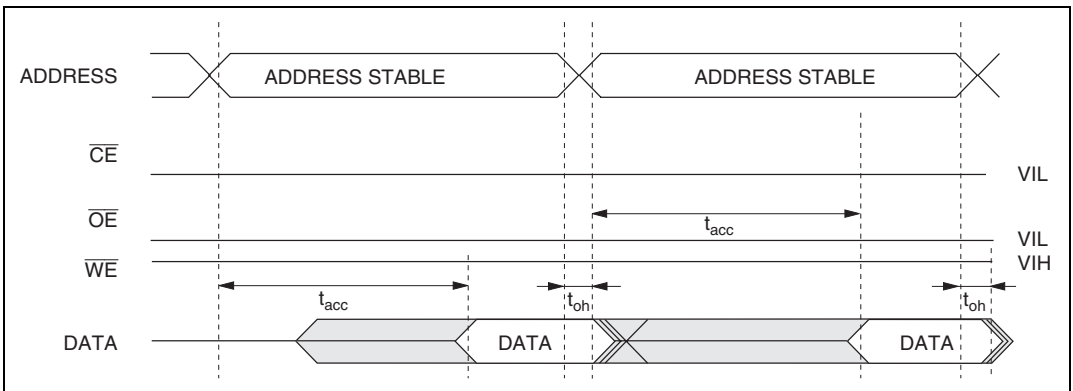 ADDRESS
ADDRESS STABLE
ADDRESS STABLE
CE
VIL
OE
tacc
VIL
WE
VIH
tacc
toh
toh
DATA
DATA
DATA